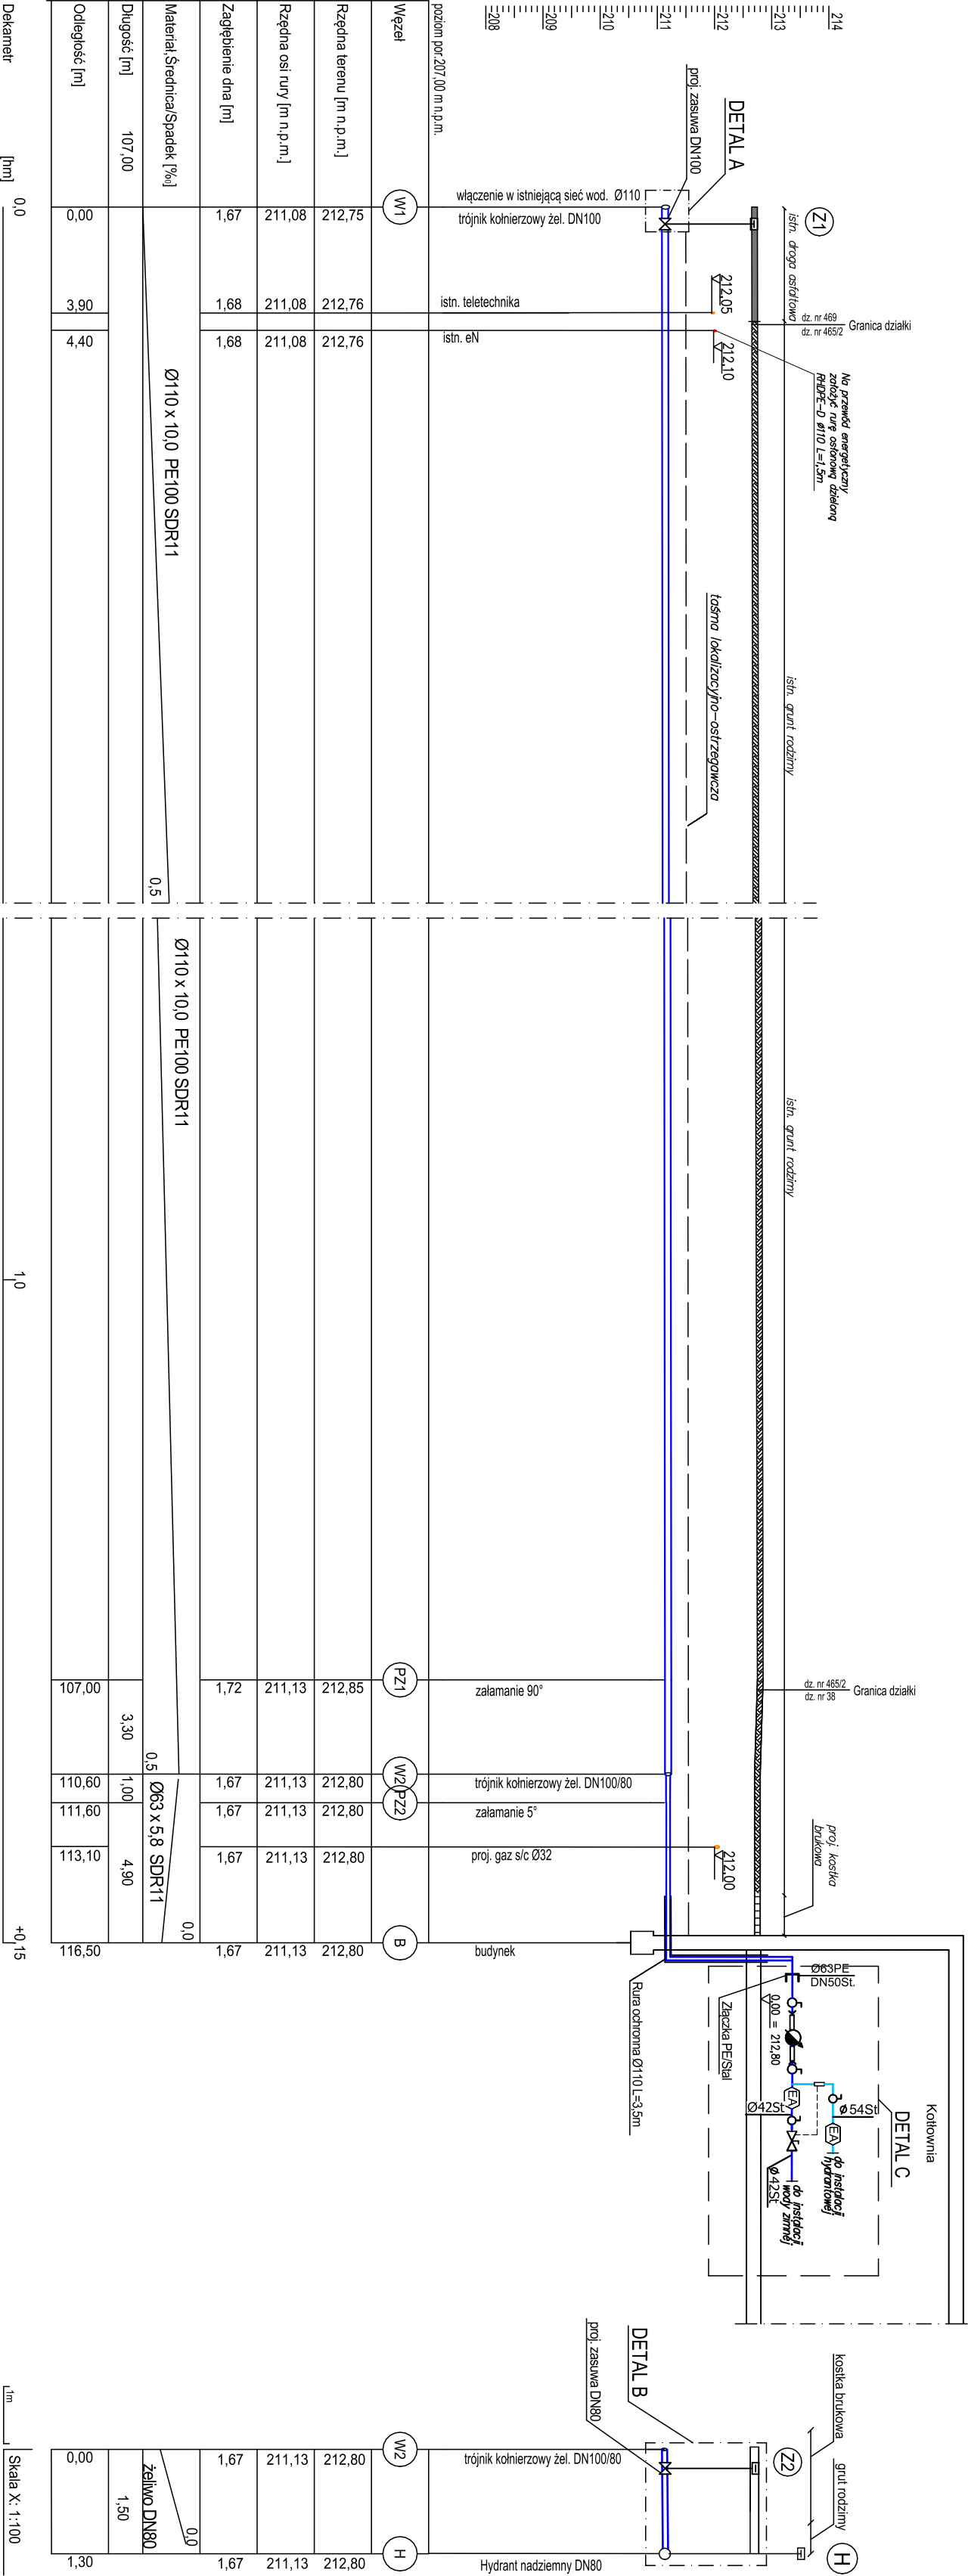 214
213
212
211
210
209
208
poziom por.207,00 m n.p.m.
Węzeł
Rzędna terenu [m n.p.m.]
Rzędna osi rury [m n.p.m.]
Zagłębienie dna [m]
Materiał,Średnica/Spadek [‰]
Długość [m]
107,00
Odległość [m]
Dekametr
[hm]
0,0
DETAL A
proj. zasuwa DN100
Z1
istn. droga asfaltowa
włączenie w istniejącą sieć wod. Ø110
trójnik kołnierzowy żel. DN100
W1
212,75
211,08
1,67
0,00
dz. nr 469
dz. nr 465/2
Granica działki
212.05
istn. teletechnika
212,76
211,08
1,68
3,90
212.10
istn. eN
212,76
211,08
1,68
4,40
Na przewód energetyczny
założyć rurę osłonową dzieloną
RHDPE-D Ø110 L=1,5m
Ø110 x 10,0 PE100 SDR11
taśma lokalizacyjno-ostrzegawcza
istn. grunt rodzimy
0,5
Ø110 x 10,0 PE100 SDR11
istn. grunt rodzimy
1,0
dz. nr 465/2
dz. nr 38
Granica działki
PZ1
załamanie 90°
212,85
211,13
1,72
107,00
3,30
0,5
W2
trójnik kołnierzowy żel. DN100/80
212,80
211,13
1,67
110,60
1,00
PZ2
załamanie 5°
212,80
211,13
1,67
111,60
Ø63 x 5,8 SDR11
4,90
212.00
proj. gaz s/c Ø32
212,80
211,13
1,67
113,10
proj. kostka
brukowa
0,0
+0,15
B
budynek
212,80
211,13
1,67
116,50
Rura ochronna Ø110 L=3,5m
Ø63PE
DN50St.
Złączka PE/Stal
0,00 = 212,80
Kotłownia
DETAL C
EA
Ø42St
EA
Ø54St
Ø42St
do instalacji
hydrantowej
do instalacji
wody zimnej
DETAL B
proj. zasuwa DN80
kostka brukowa
grut rodzimy
Z2
W2
trójnik kołnierzowy żel. DN100/80
212,80
211,13
1,67
0,00
żeliwo DN80
1,50
0,0
H
H
Hydrant nadziemny DN80
212,80
211,13
1,67
1,30
1m
Skala X: 1:100